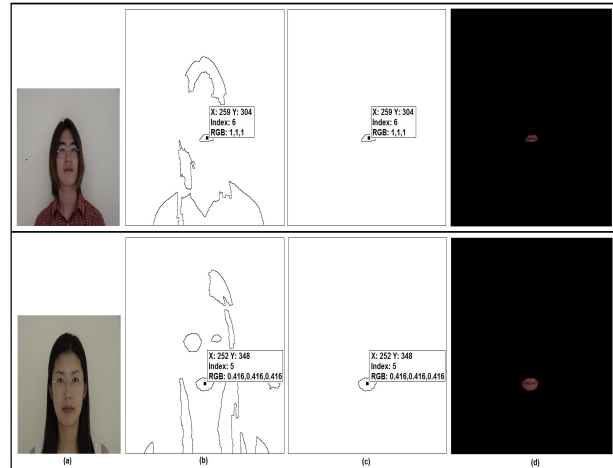 X: 259 Y: 304
Index: 6
RGB: 1,1,1
X: 259 Y: 304
Index: 6
RGB: 1,1,1
X: 252 Y: 348
Index: 5
RGB: 0.416,0.416,0.416
X: 252 Y: 348
Index: 5
RGB: 0.416,0.416,0.416
(a) (b) (c) (d)